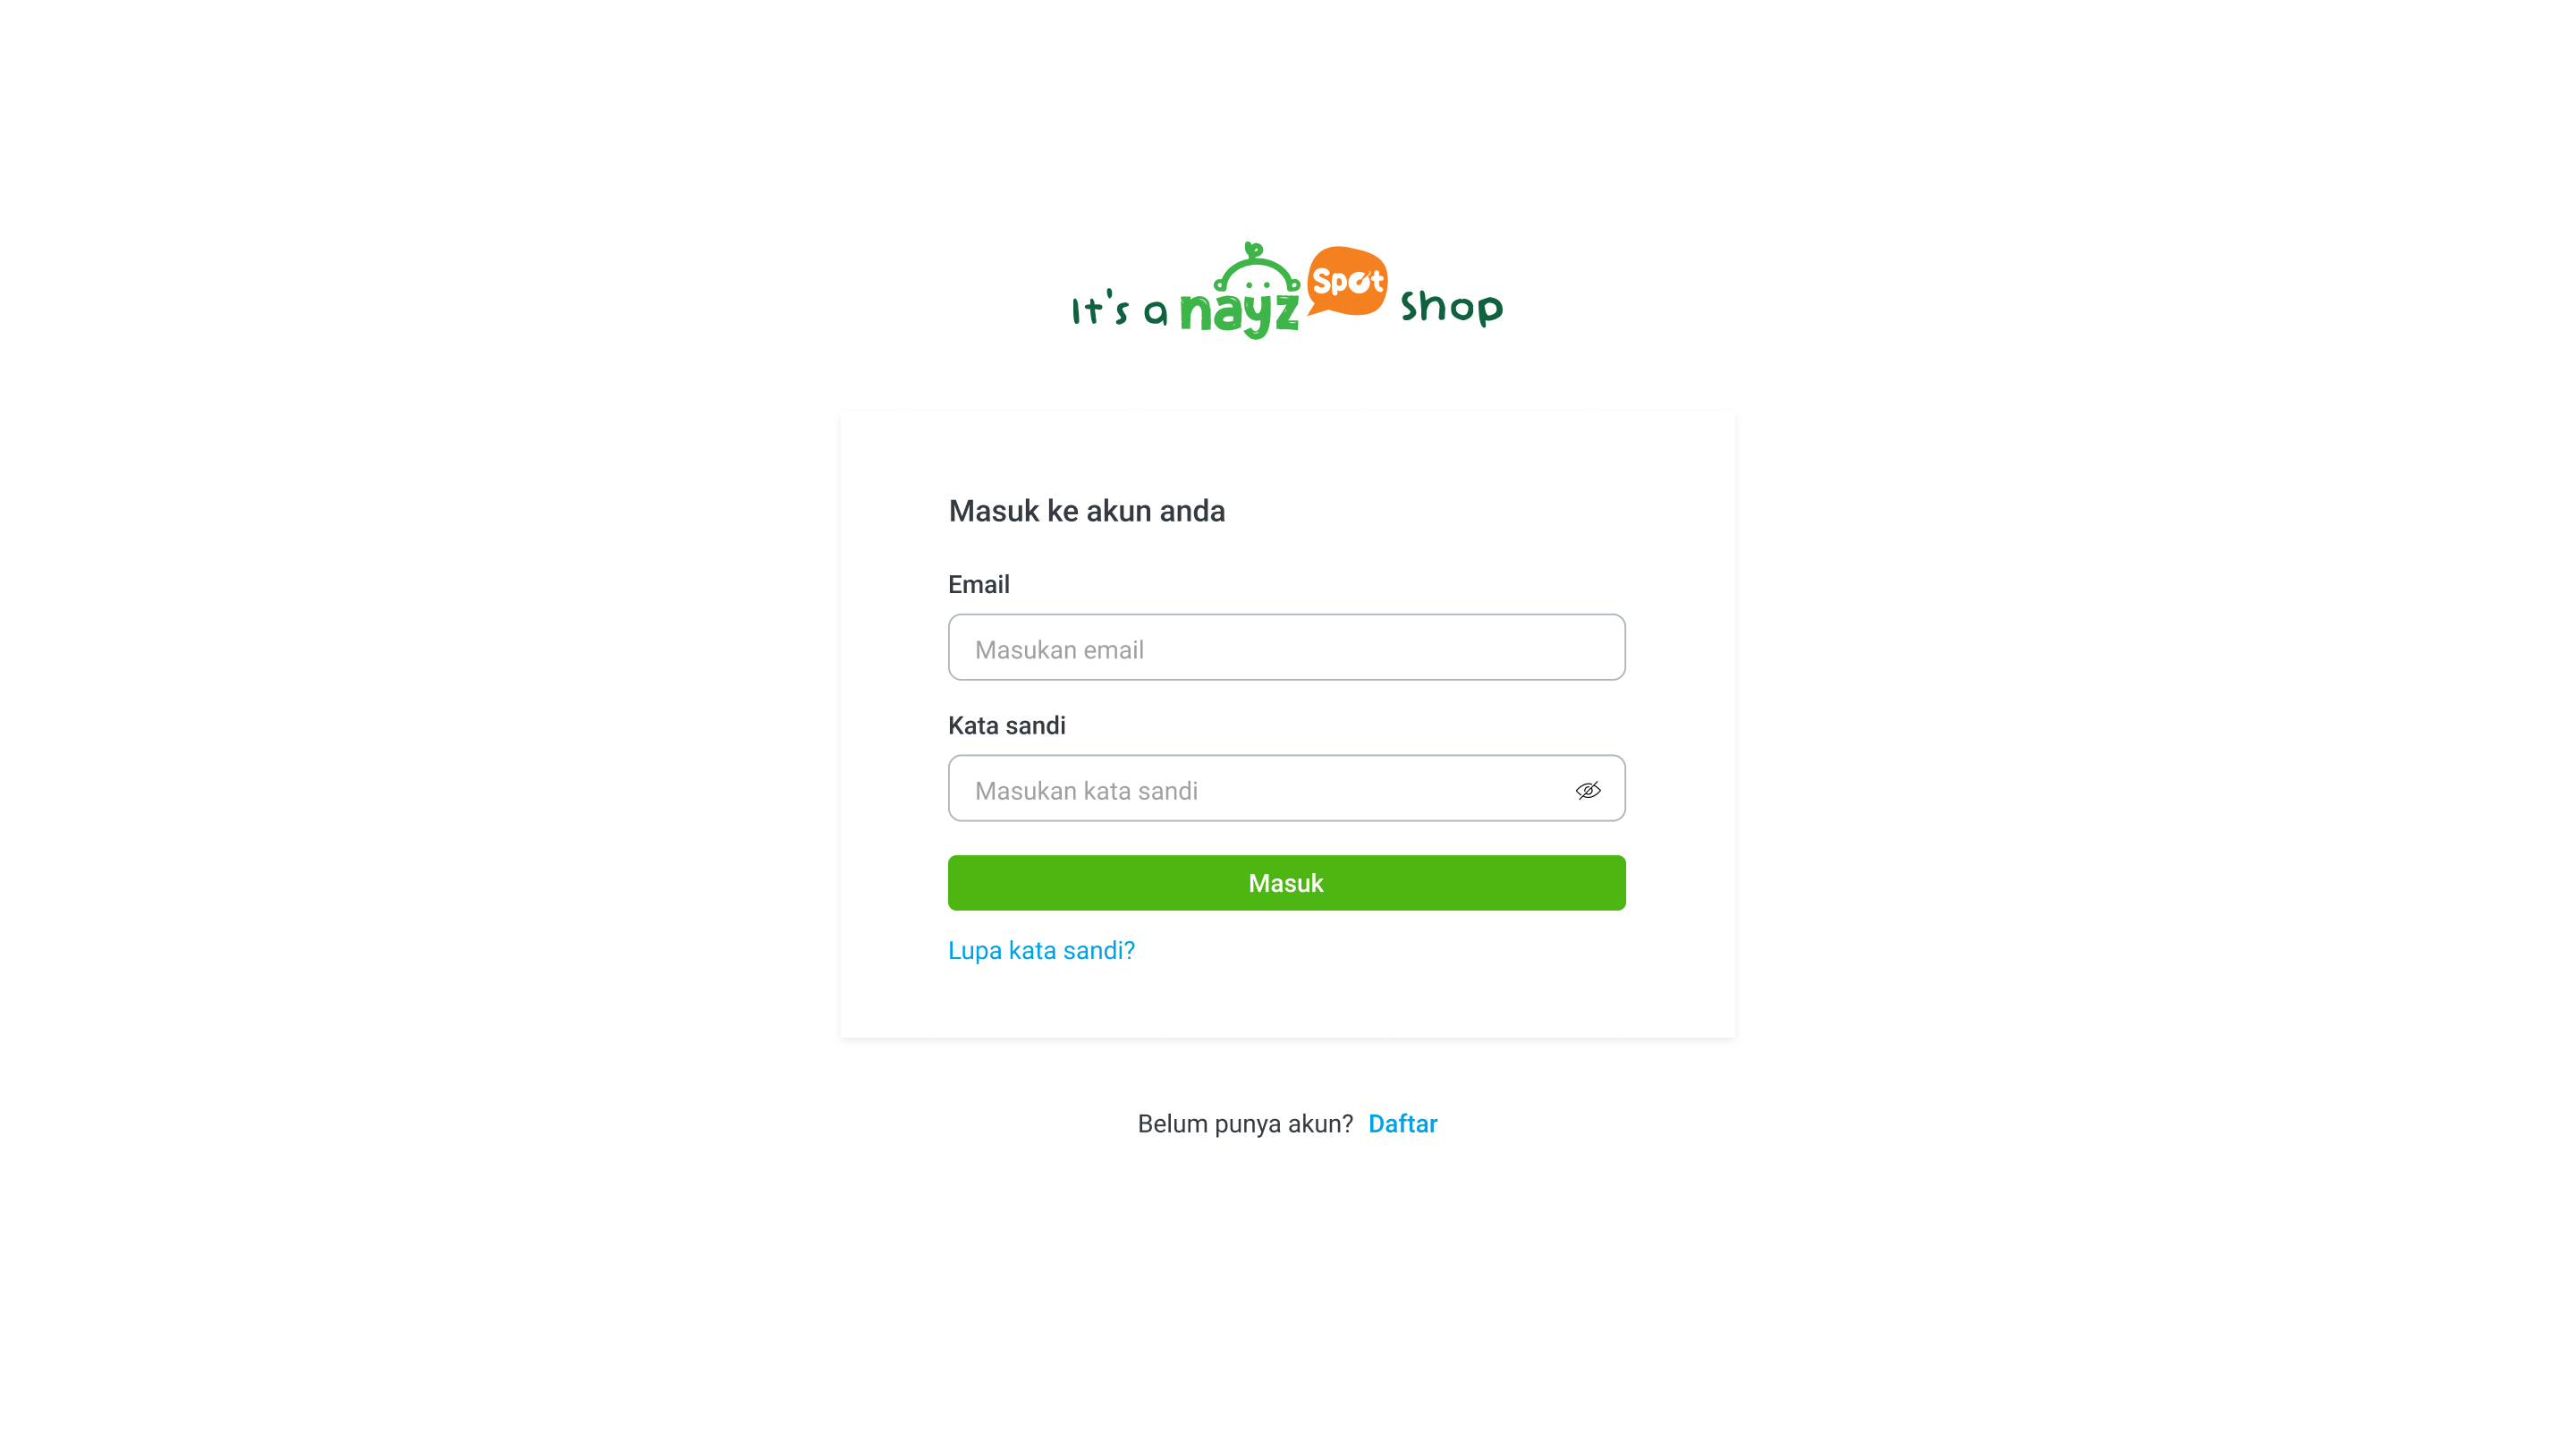 It's a nayz Spot Shop
Masuk ke akun anda
Email
Masukan email
Kata sandi
Masukan kata sandi
Masuk
Lupa kata sandi?
Belum punya akun? Daftar